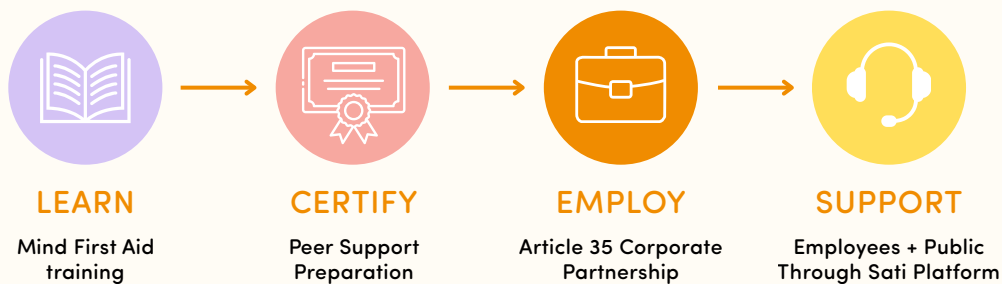 LEARN
Mind First Aid
training
CERTIFY
Peer Support
Preparation
EMPLOY
Article 35 Corporate
Partnership
SUPPORT
Employees + Public
Through Sati Platform